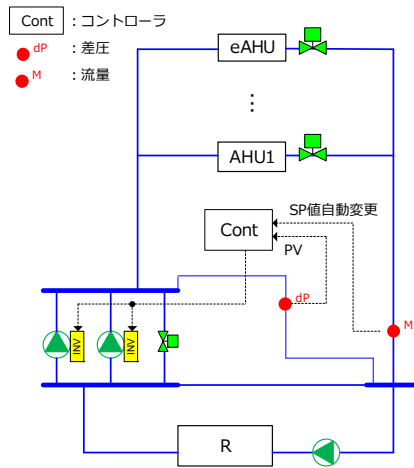 Cont ：コントローラ
dP ：差圧
M ：流量
eAHU
⋮
AHU1
SP値自動変更
Cont
PV
dP
M
INV
INV
R